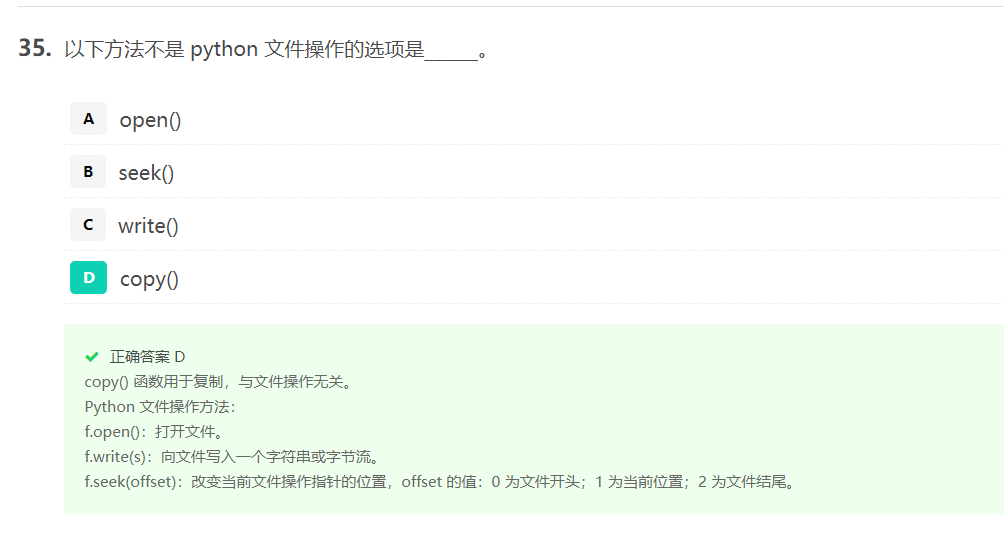 35. 以下方法不是 python 文件操作的选项是______。
A open()
B seek()
C write()
D copy()
正确答案 D
copy() 函数用于复制，与文件操作无关。
Python 文件操作方法：
f.open()：打开文件。
f.write(s)：向文件写入一个字符串或字节流。
f.seek(offset)：改变当前文件操作指针的位置，offset 的值：0 为文件开头；1 为当前位置；2 为文件结尾。